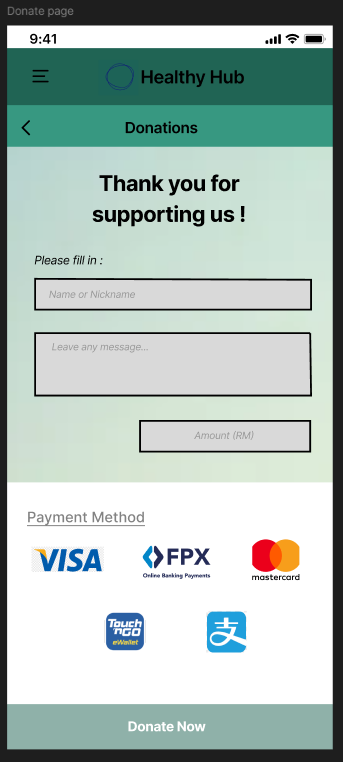 Donate page
9:41
Healthy Hub
Donations
Thank you for
supporting us !
Please fill in :
Name or Nickname
Leave any message...
Amount (RM)
Payment Method
VISA
FPX
Online Banking Payments
mastercard
Touch
'nGO
eWallet
支
Donate Now